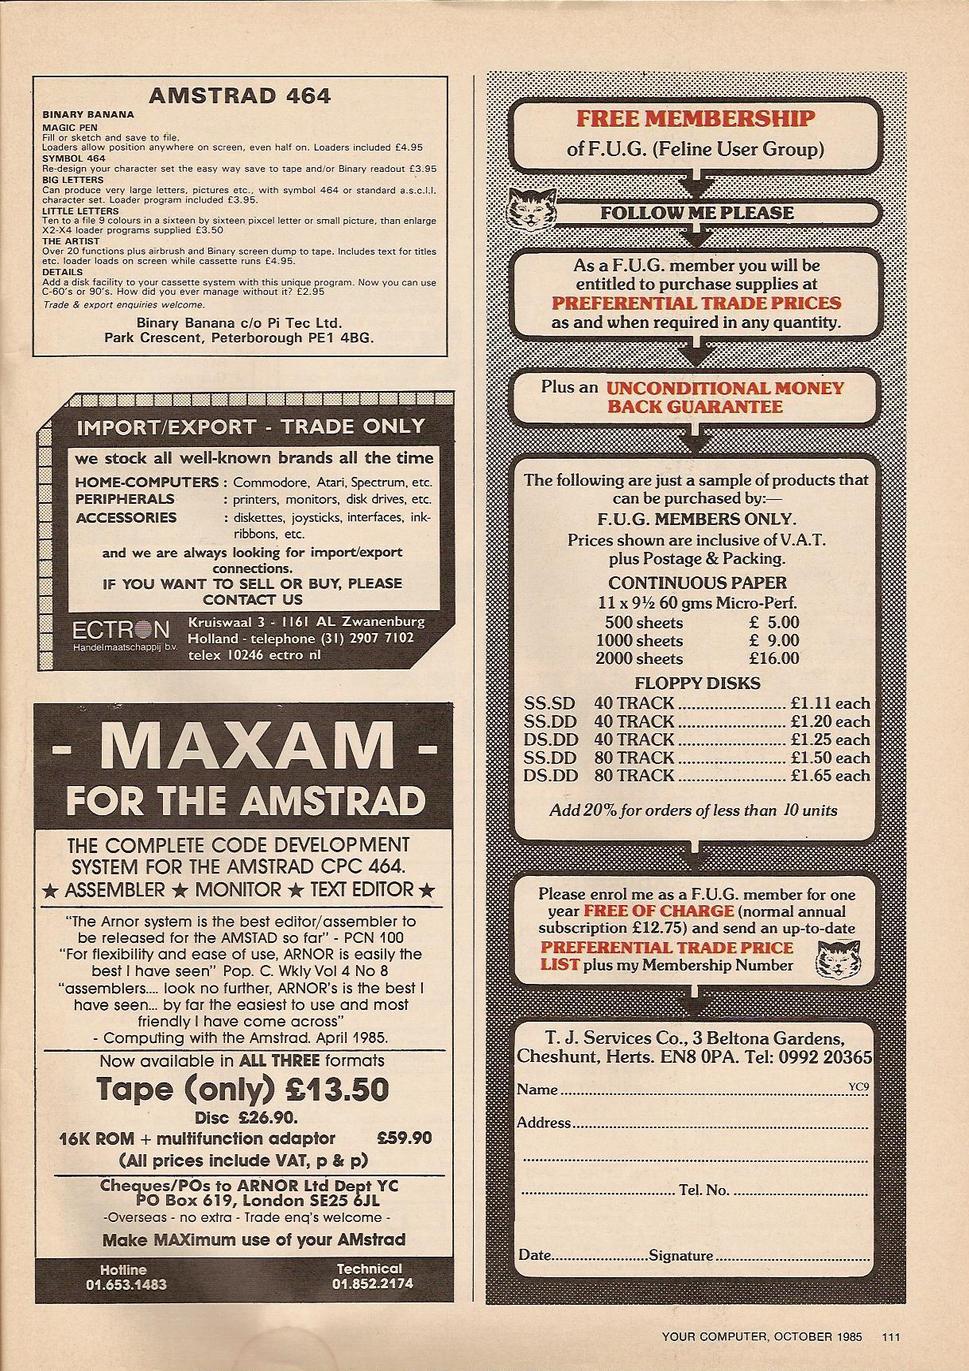 AMSTRAD 464
BINARY BANANA
MAGIC PEN
Fill or sketch and save to file.
Loaders allow position anywhere on screen, even half on. Loaders included £4.95
SYMBOL 464
Re-design your character set the easy way save to tape and/or Binary readout £3.95
BIG LETTERS
Can produce very large letters, pictures etc., with symbol 464 or standard a.s.c.l.l.
character set. Loader program included £3.95.
LITTLE LETTERS
Ten to a file 9 colours in a sixteen by sixteen pixcel letter or small picture, than enlarge
X2-X4 loader programs supplied £3.50
THE ARTIST
Over 20 functions plus airbrush and Binary screen dump to tape. Includes text for titles
etc. loader loads on screen while cassette runs £4.95.
DETAILS
Add a disk facility to your cassette system with this unique program. Now you can use
C-60's or 90's. How did you ever manage without it? £2.95
Trade & export enquiries welcome.
Binary Banana c/o Pi Tec Ltd.
Park Crescent, Peterborough PE1 4BG.
IMPORT/EXPORT - TRADE ONLY
we stock all well-known brands all the time
HOME-COMPUTERS : Commodore, Atari, Spectrum, etc.
PERIPHERALS : printers, monitors, disk drives, etc.
ACCESSORIES : diskettes, joysticks, interfaces, ink-
ribbons, etc.
and we are always looking for import/export
connections.
IF YOU WANT TO SELL OR BUY, PLEASE
CONTACT US
ECTRON
Handelmaatschappij b.v.
Kruiswaal 3 - 1161 AL Zwanenburg
Holland - telephone (31) 2907 7102
telex 10246 ectro nl
- MAXAM -
FOR THE AMSTRAD
THE COMPLETE CODE DEVELOPMENT
SYSTEM FOR THE AMSTRAD CPC 464.
★ ASSEMBLER ★ MONITOR ★ TEXT EDITOR ★
"The Arnor system is the best editor/assembler to
be released for the AMSTAD so far" - PCN 100
"For flexibility and ease of use, ARNOR is easily the
best I have seen" Pop. C. Wkly Vol 4 No 8
"assemblers.... look no further, ARNOR's is the best I
have seen... by far the easiest to use and most
friendly I have come across"
- Computing with the Amstrad. April 1985.
Now available in ALL THREE formats
Tape (only) £13.50
Disc £26.90.
16K ROM + multifunction adaptor £59.90
(All prices include VAT, p & p)
Cheques/POs to ARNOR Ltd Dept YC
PO Box 619, London SE25 6JL
-Overseas - no extra - Trade enq's welcome -
Make MAXimum use of your AMstrad
Hotline
01.653.1483
Technical
01.852.2174
FREE MEMBERSHIP
of F.U.G. (Feline User Group)
FOLLOW ME PLEASE
As a F.U.G. member you will be
entitled to purchase supplies at
PREFERENTIAL TRADE PRICES
as and when required in any quantity.
Plus an UNCONDITIONAL MONEY
BACK GUARANTEE
The following are just a sample of products that
can be purchased by:—
F.U.G. MEMBERS ONLY.
Prices shown are inclusive of V.A.T.
plus Postage & Packing.
CONTINUOUS PAPER
11 x 9½ 60 gms Micro-Perf.
500 sheets £ 5.00
1000 sheets £ 9.00
2000 sheets £16.00
FLOPPY DISKS
SS.SD 40 TRACK ........................ £1.11 each
SS.DD 40 TRACK ........................ £1.20 each
DS.DD 40 TRACK ........................ £1.25 each
SS.DD 80 TRACK ........................ £1.50 each
DS.DD 80 TRACK ........................ £1.65 each
Add 20% for orders of less than 10 units
Please enrol me as a F.U.G. member for one
year FREE OF CHARGE (normal annual
subscription £12.75) and send an up-to-date
PREFERENTIAL TRADE PRICE
LIST plus my Membership Number
T. J. Services Co., 3 Beltona Gardens,
Cheshunt, Herts. EN8 0PA. Tel: 0992 20365
Name ........................ YC9
Address........................
........................ Tel. No. ........................
Date........................Signature........................
YOUR COMPUTER, OCTOBER 1985 111